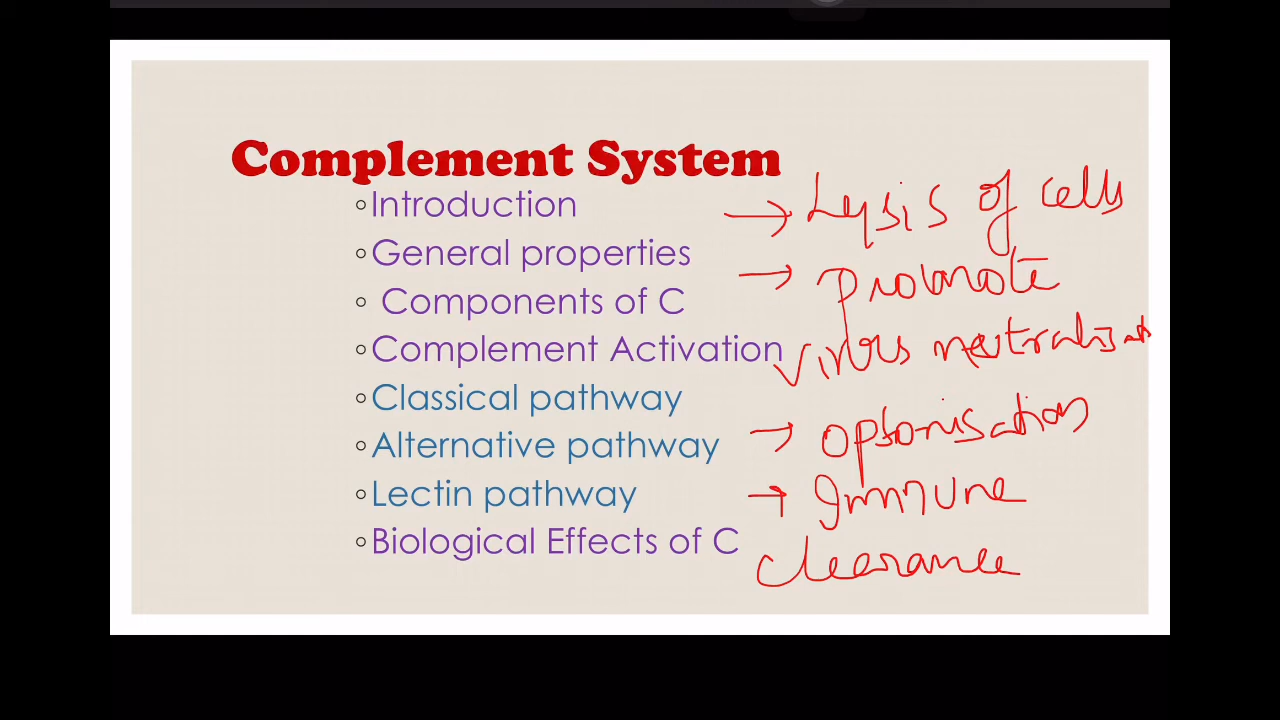 Complement System
◦Introduction
◦General properties
◦ Components of C
◦Complement Activation
◦Classical pathway
◦Alternative pathway
◦Lectin pathway
◦Biological Effects of C
→ Lysis of cells
→ Promote
Virus neutralizatn
→ Opsonisation
→ Immune
clearance